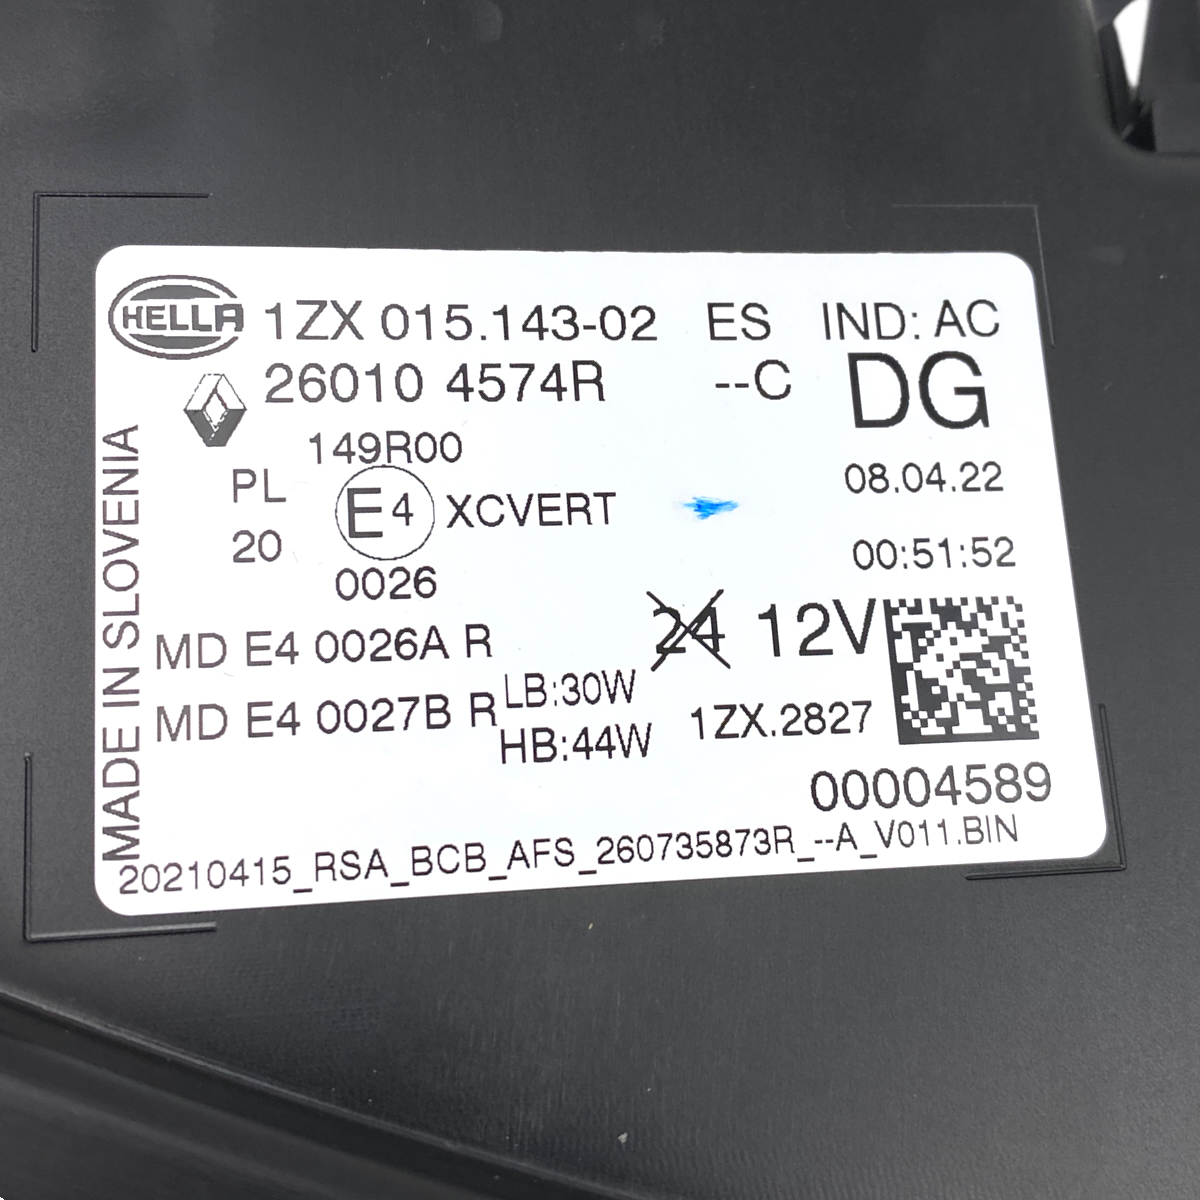 HELLA 1ZX 015.143-02 ES IND: AC
26010 4574R --C DG
149R00
PL E4 XCVERT 08.04.22
20
0026 00:51:52
MD E4 0026A R 24 12V
MD E4 0027B R LB:30W
HB:44W 1ZX.2827
00004589
20210415_RSA_BCB_AFS_260735873R_--A_V011.BIN
MADE IN SLOVENIA